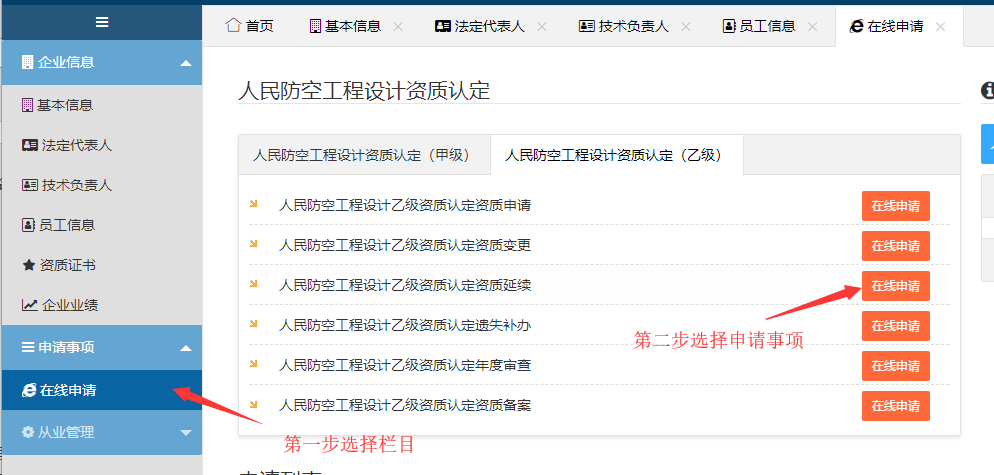 首页
基本信息
法定代表人
技术负责人
员工信息
在线申请
企业信息
基本信息
法定代表人
技术负责人
员工信息
资质证书
企业业绩
申请事项
在线申请
从业管理
人民防空工程设计资质认定
人民防空工程设计资质认定（甲级）
人民防空工程设计资质认定（乙级）
人民防空工程设计乙级资质认定资质申请 在线申请
人民防空工程设计乙级资质认定资质变更 在线申请
人民防空工程设计乙级资质认定资质延续 在线申请
人民防空工程设计乙级资质认定遗失补办 在线申请
人民防空工程设计乙级资质认定年度审查 在线申请
人民防空工程设计乙级资质认定资质备案 在线申请
第二步选择申请事项
第一步选择栏目